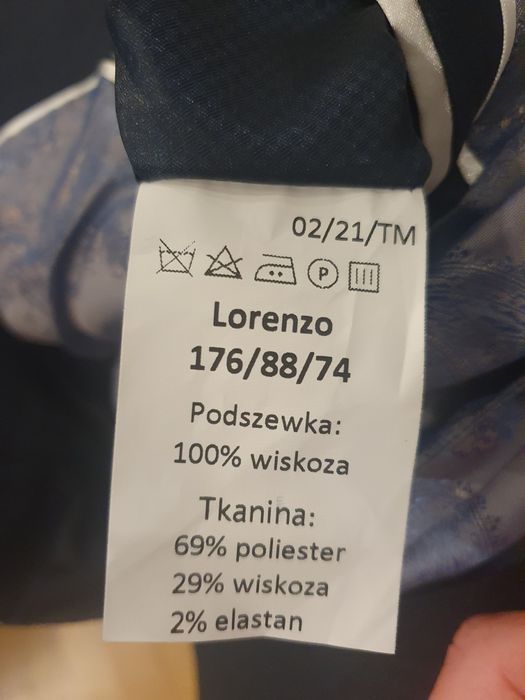 02/21/TM
P
Lorenzo
176/88/74
Podszewka:
100% wiskoza
Tkanina:
69% poliester
29% wiskoza
2% elastan